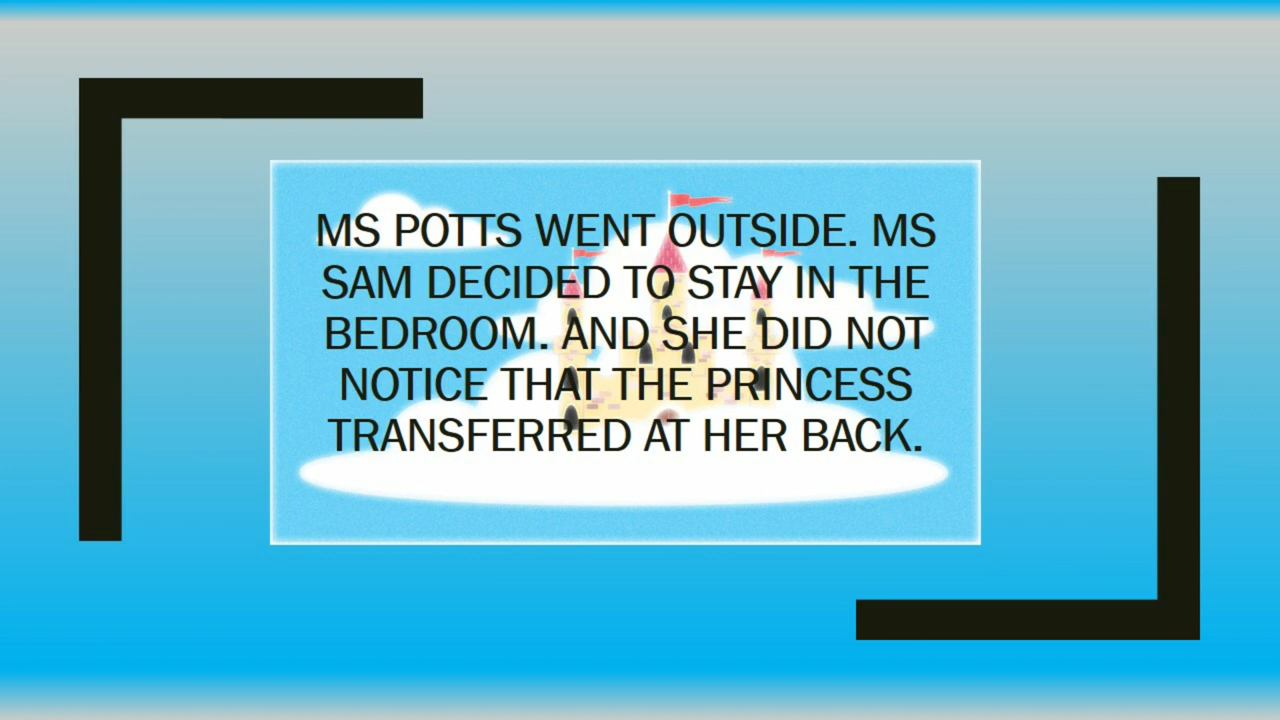 MS POTTS WENT OUTSIDE. MS
SAM DECIDED TO STAY IN THE
BEDROOM. AND SHE DID NOT
NOTICE THAT THE PRINCESS
TRANSFERRED AT HER BACK.